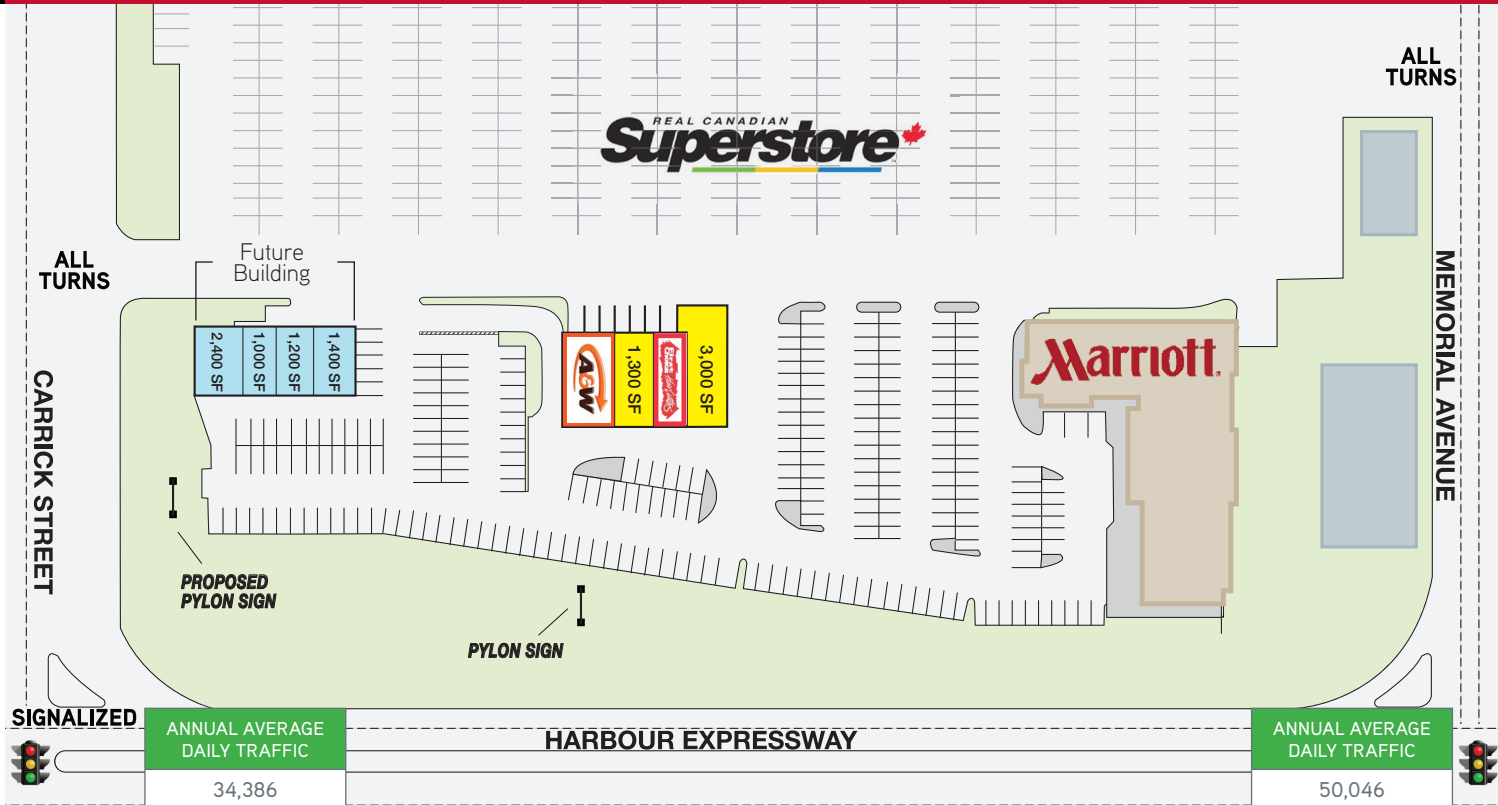 ALL
TURNS
REAL CANADIAN
Superstore
ALL
TURNS
Future
Building
2,400 SF
1,000 SF
1,200 SF
1,400 SF
A&W
1,300 SF
3,000 SF
Marriott
CARRICK STREET
MEMORIAL AVENUE
PROPOSED
PYLON SIGN
PYLON SIGN
SIGNALIZED
ANNUAL AVERAGE
DAILY TRAFFIC
34,386
HARBOUR EXPRESSWAY
ANNUAL AVERAGE
DAILY TRAFFIC
50,046